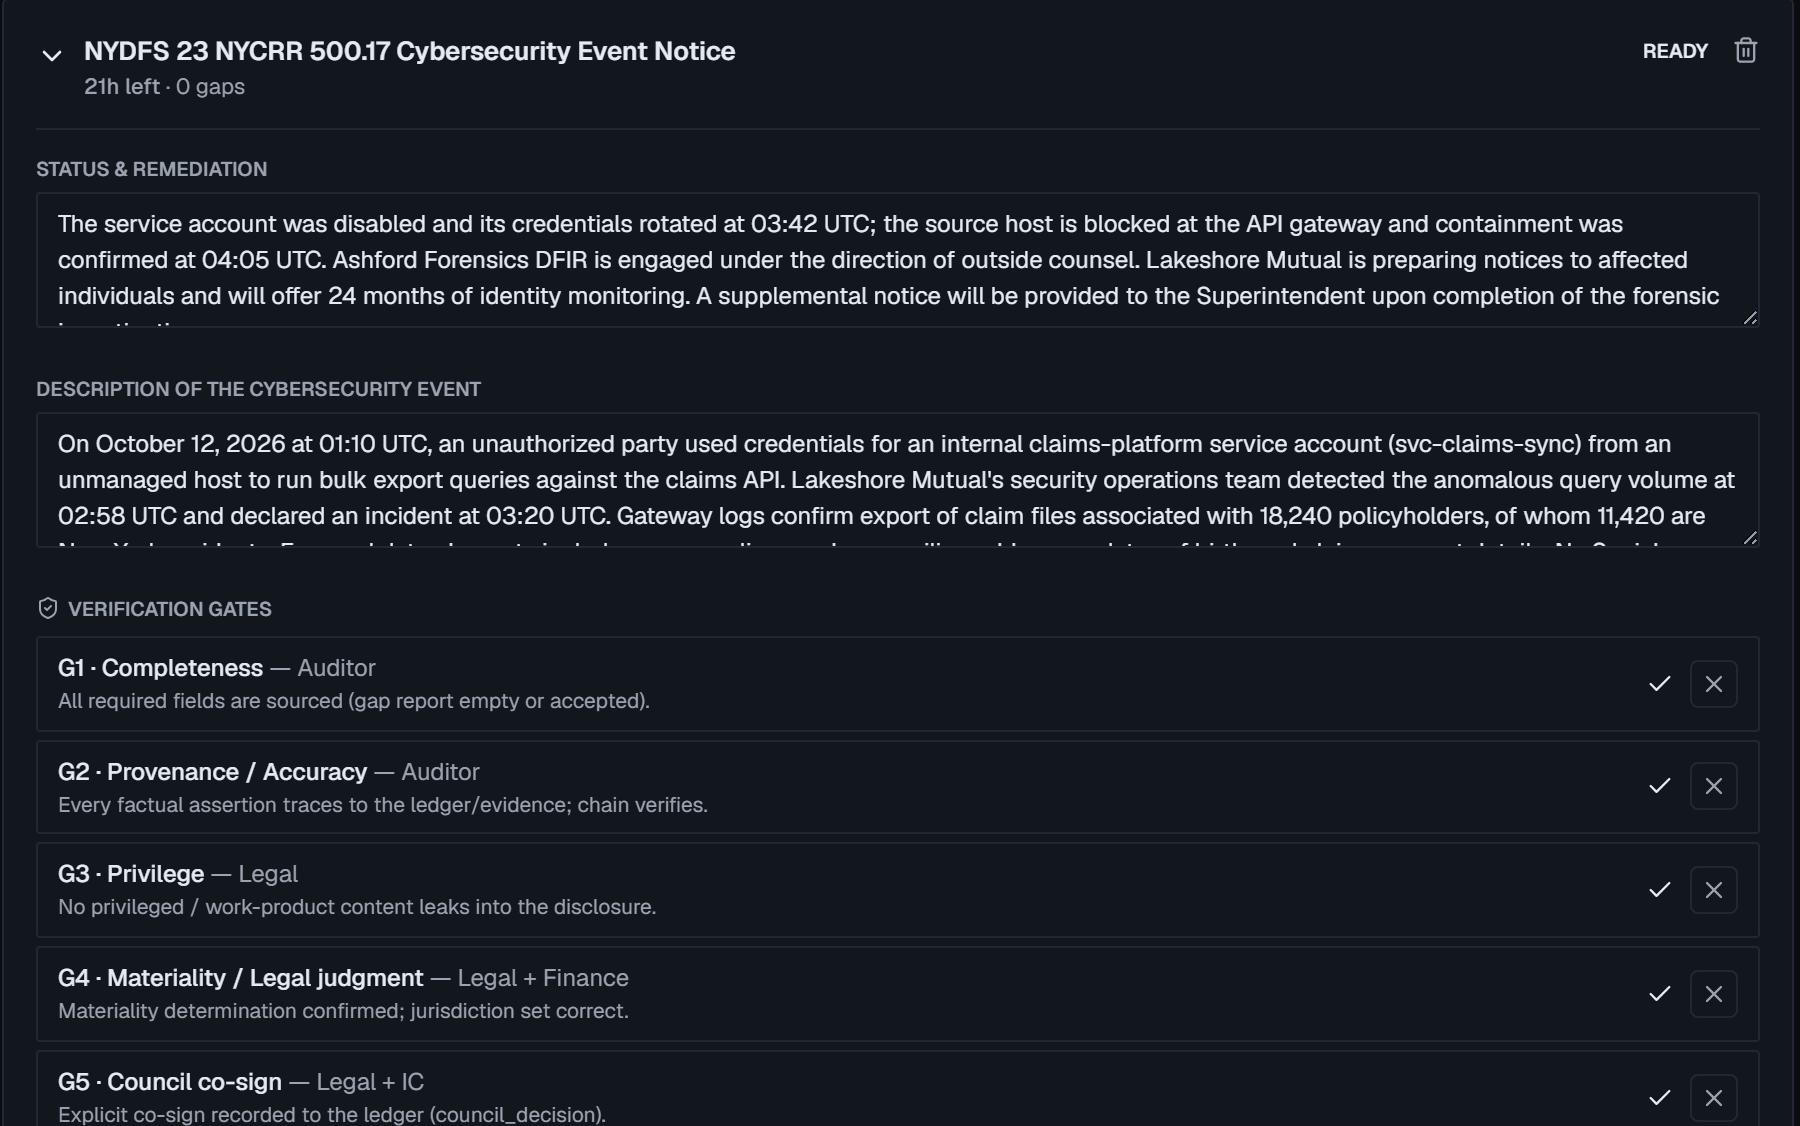 NYDFS 23 NYCRR 500.17 Cybersecurity Event Notice
READY
21h left · 0 gaps
STATUS & REMEDIATION
The service account was disabled and its credentials rotated at 03:42 UTC; the source host is blocked at the API gateway and containment was
confirmed at 04:05 UTC. Ashford Forensics DFIR is engaged under the direction of outside counsel. Lakeshore Mutual is preparing notices to affected
individuals and will offer 24 months of identity monitoring. A supplemental notice will be provided to the Superintendent upon completion of the forensic
DESCRIPTION OF THE CYBERSECURITY EVENT
On October 12, 2026 at 01:10 UTC, an unauthorized party used credentials for an internal claims-platform service account (svc-claims-sync) from an
unmanaged host to run bulk export queries against the claims API. Lakeshore Mutual's security operations team detected the anomalous query volume at
02:58 UTC and declared an incident at 03:20 UTC. Gateway logs confirm export of claim files associated with 18,240 policyholders, of whom 11,420 are
VERIFICATION GATES
G1 · Completeness — Auditor
All required fields are sourced (gap report empty or accepted).
G2 · Provenance / Accuracy — Auditor
Every factual assertion traces to the ledger/evidence; chain verifies.
G3 · Privilege — Legal
No privileged / work-product content leaks into the disclosure.
G4 · Materiality / Legal judgment — Legal + Finance
Materiality determination confirmed; jurisdiction set correct.
G5 · Council co-sign — Legal + IC
Explicit co-sign recorded to the ledger (council_decision).